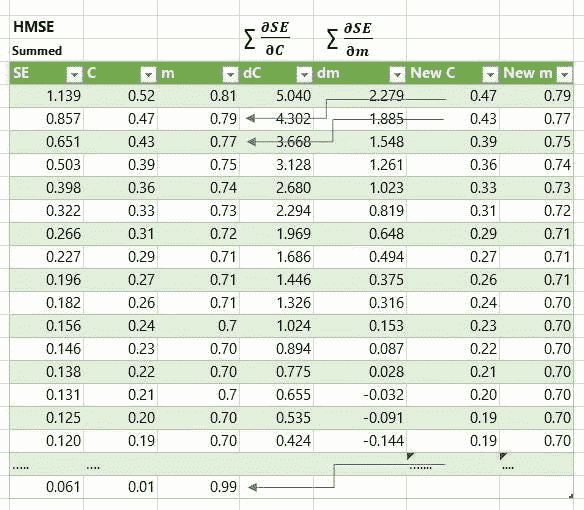 HMSE
Summed
∑ ∂SE/∂C ∑ ∂SE/∂m
SE C m dC dm New C New m
1.139 0.52 0.81 5.040 2.279 0.47 0.79
0.857 0.47 0.79 4.302 1.885 0.43 0.77
0.651 0.43 0.77 3.668 1.548 0.39 0.75
0.503 0.39 0.75 3.128 1.261 0.36 0.74
0.398 0.36 0.74 2.680 1.023 0.33 0.73
0.322 0.33 0.73 2.294 0.819 0.31 0.72
0.266 0.31 0.72 1.969 0.648 0.29 0.71
0.227 0.29 0.71 1.686 0.494 0.27 0.71
0.196 0.27 0.71 1.446 0.375 0.26 0.71
0.182 0.26 0.71 1.326 0.316 0.24 0.70
0.156 0.24 0.7 1.024 0.153 0.23 0.70
0.146 0.23 0.70 0.894 0.087 0.22 0.70
0.138 0.22 0.70 0.775 0.028 0.21 0.70
0.131 0.21 0.7 0.655 -0.032 0.20 0.70
0.125 0.20 0.70 0.535 -0.091 0.19 0.70
0.120 0.19 0.70 0.424 -0.144 0.19 0.70
..... .... ....... ....
0.061 0.01 0.99